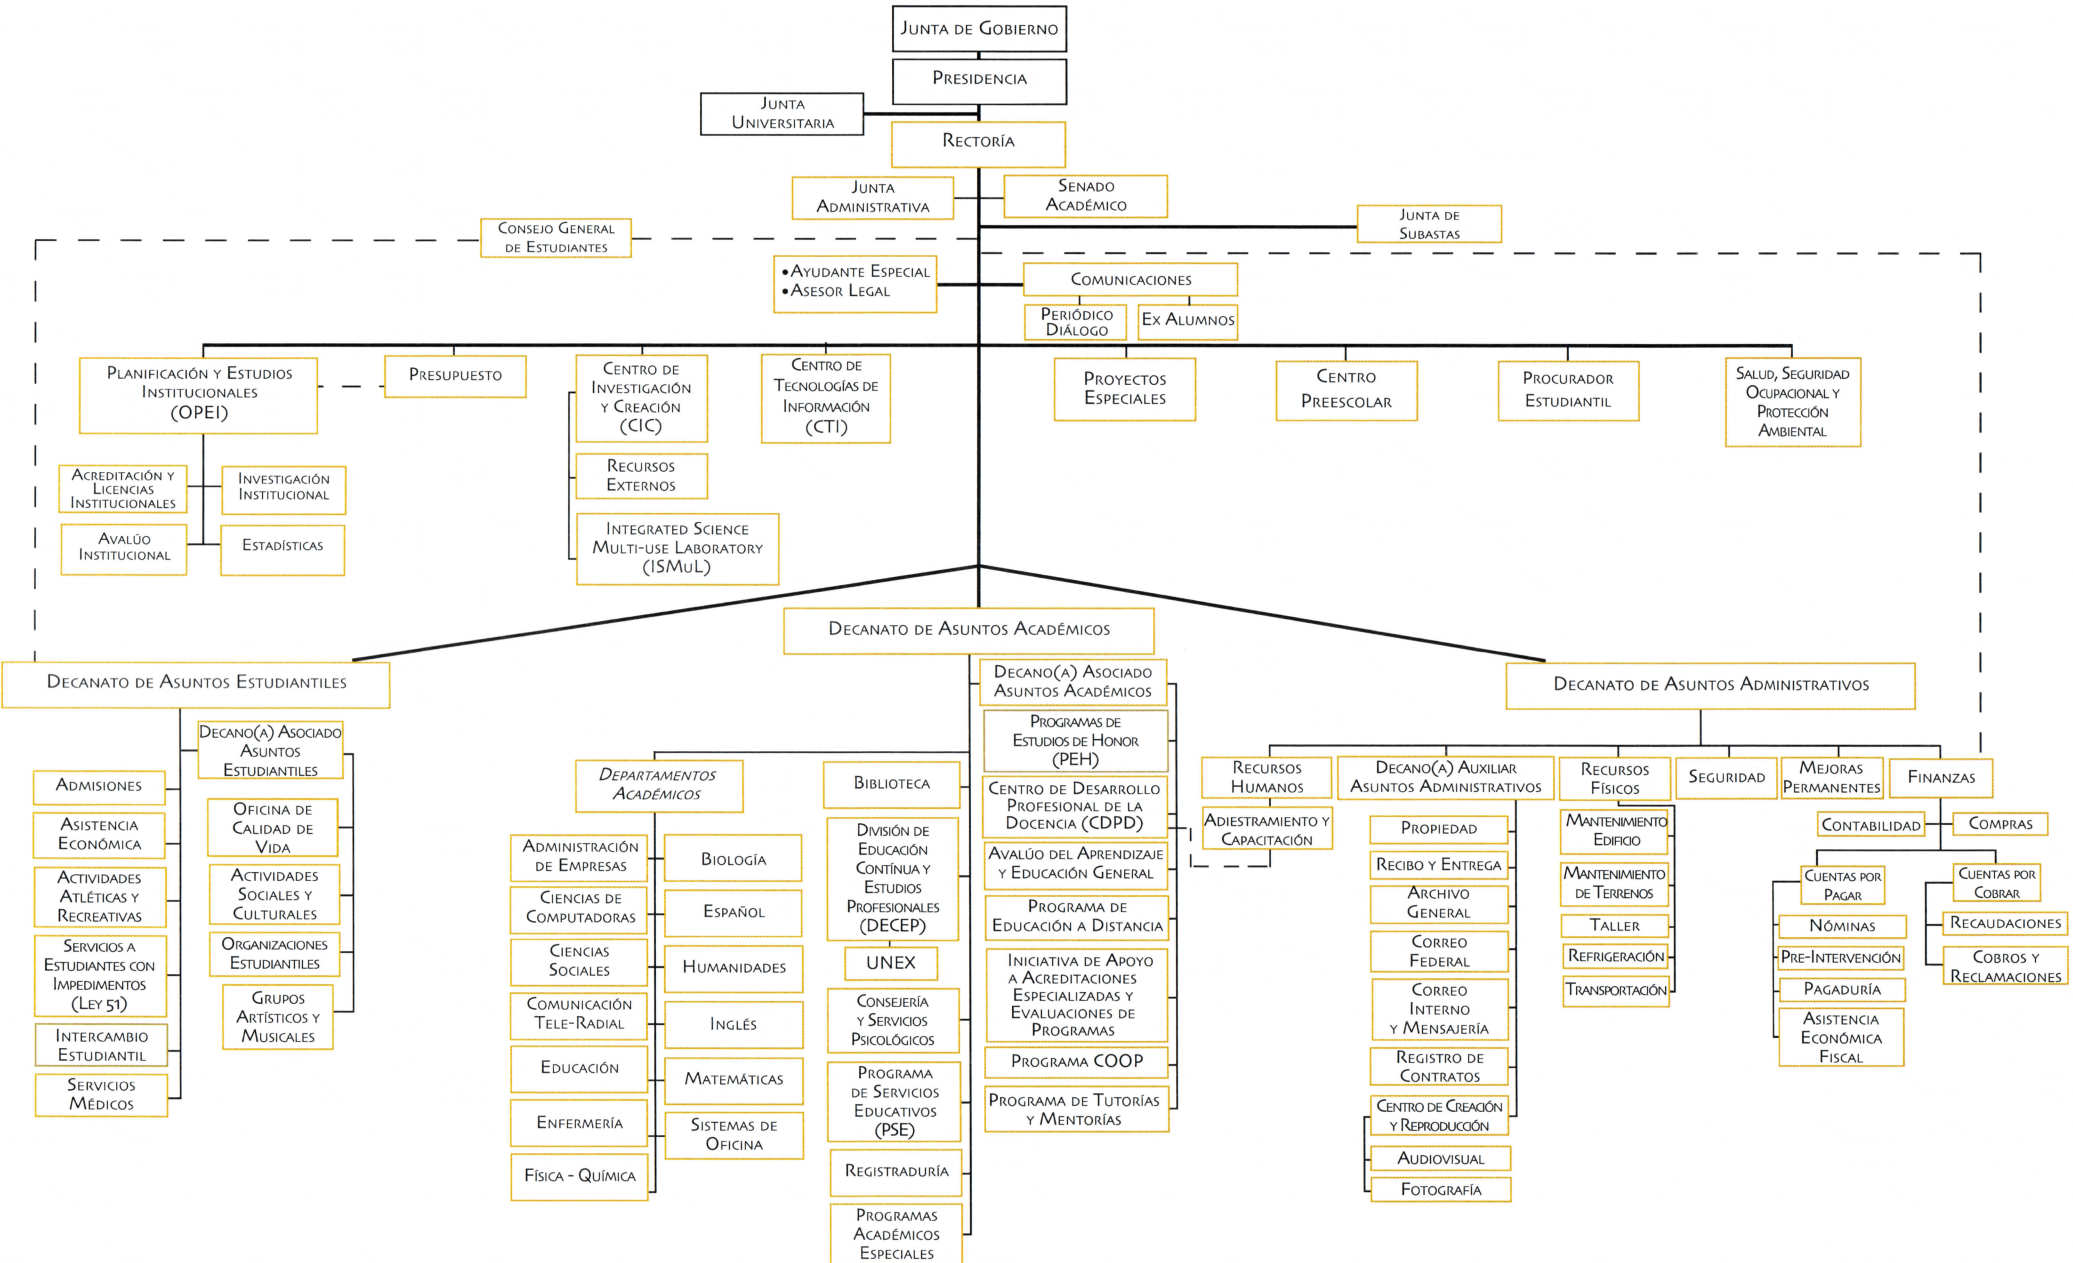 Junta de Gobierno
Presidencia
Junta
Universitaria
Rectoría
Junta
Administrativa
Senado
Académico
Junta de
Subastas
Consejo General
de Estudiantes
•Ayudante Especial
•Asesor Legal
Comunicaciones
Periódico
Diálogo
Ex Alumnos
Planificación y Estudios
Institucionales
(OPEI)
Presupuesto
Centro de
Investigación
y Creación
(CIC)
Centro de
Tecnologías de
Información
(CTI)
Proyectos
Especiales
Centro
Preescolar
Procurador
Estudiantil
Salud, Seguridad
Ocupacional y
Protección
Ambiental
Acreditación y
Licencias
Institucionales
Investigación
Institucional
Avalúo
Institucional
Estadísticas
Recursos
Externos
Integrated Science
Multi-use Laboratory
(ISMuL)
Decanato de Asuntos Estudiantiles
Decano(a) Asociado
Asuntos
Estudiantiles
Admisiones
Asistencia
Económica
Actividades
Atléticas y
Recreativas
Servicios a
Estudiantes con
Impedimentos
(Ley 51)
Intercambio
Estudiantil
Servicios
Médicos
Oficina de
Calidad de
Vida
Actividades
Sociales y
Culturales
Organizaciones
Estudiantiles
Grupos
Artísticos y
Musicales
Decanato de Asuntos Académicos
Departamentos
Académicos
Administración
de Empresas
Ciencias de
Computadoras
Ciencias
Sociales
Comunicación
Tele-Radial
Educación
Enfermería
Física - Química
Biología
Español
Humanidades
Inglés
Matemáticas
Sistemas de
Oficina
Biblioteca
División de
Educación
Contínua y
Estudios
Profesionales
(DECEP)
UNEX
Consejería
y Servicios
Psicológicos
Programa
de Servicios
Educativos
(PSE)
Registraduría
Programas
Académicos
Especiales
Decano(a) Asociado
Asuntos Académicos
Programas de
Estudios de Honor
(PEH)
Centro de Desarrollo
Profesional de la
Docencia (CDPD)
Avalúo del Aprendizaje
y Educación General
Programa de
Educación a Distancia
Iniciativa de Apoyo
a Acreditaciones
Especializadas y
Evaluaciones de
Programas
Programa COOP
Programa de Tutorías
y Mentorías
Decanato de Asuntos Administrativos
Recursos
Humanos
Adiestramiento y
Capacitación
Decano(a) Auxiliar
Asuntos Administrativos
Propiedad
Recibo y Entrega
Archivo
General
Correo
Federal
Correo
Interno
y Mensajería
Registro de
Contratos
Centro de Creación
y Reproducción
Audiovisual
Fotografía
Recursos
Físicos
Mantenimiento
Edificio
Mantenimiento
de Terrenos
Taller
Refrigeración
Transportación
Seguridad
Mejoras
Permanentes
Finanzas
Contabilidad
Compras
Cuentas por
Pagar
Nóminas
Pre-Intervención
Pagaduría
Asistencia
Económica
Fiscal
Cuentas por
Cobrar
Recaudaciones
Cobros y
Reclamaciones